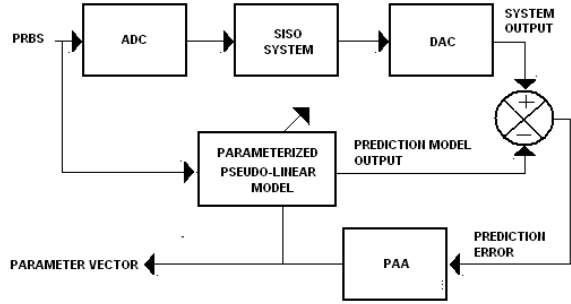 SYSTEM
OUTPUT
PRBS
ADC
SISO
SYSTEM
DAC
+
−
PARAMETERIZED
PSEUDO-LINEAR
MODEL
PREDICTION MODEL
OUTPUT
PARAMETER VECTOR
PAA
PREDICTION
ERROR